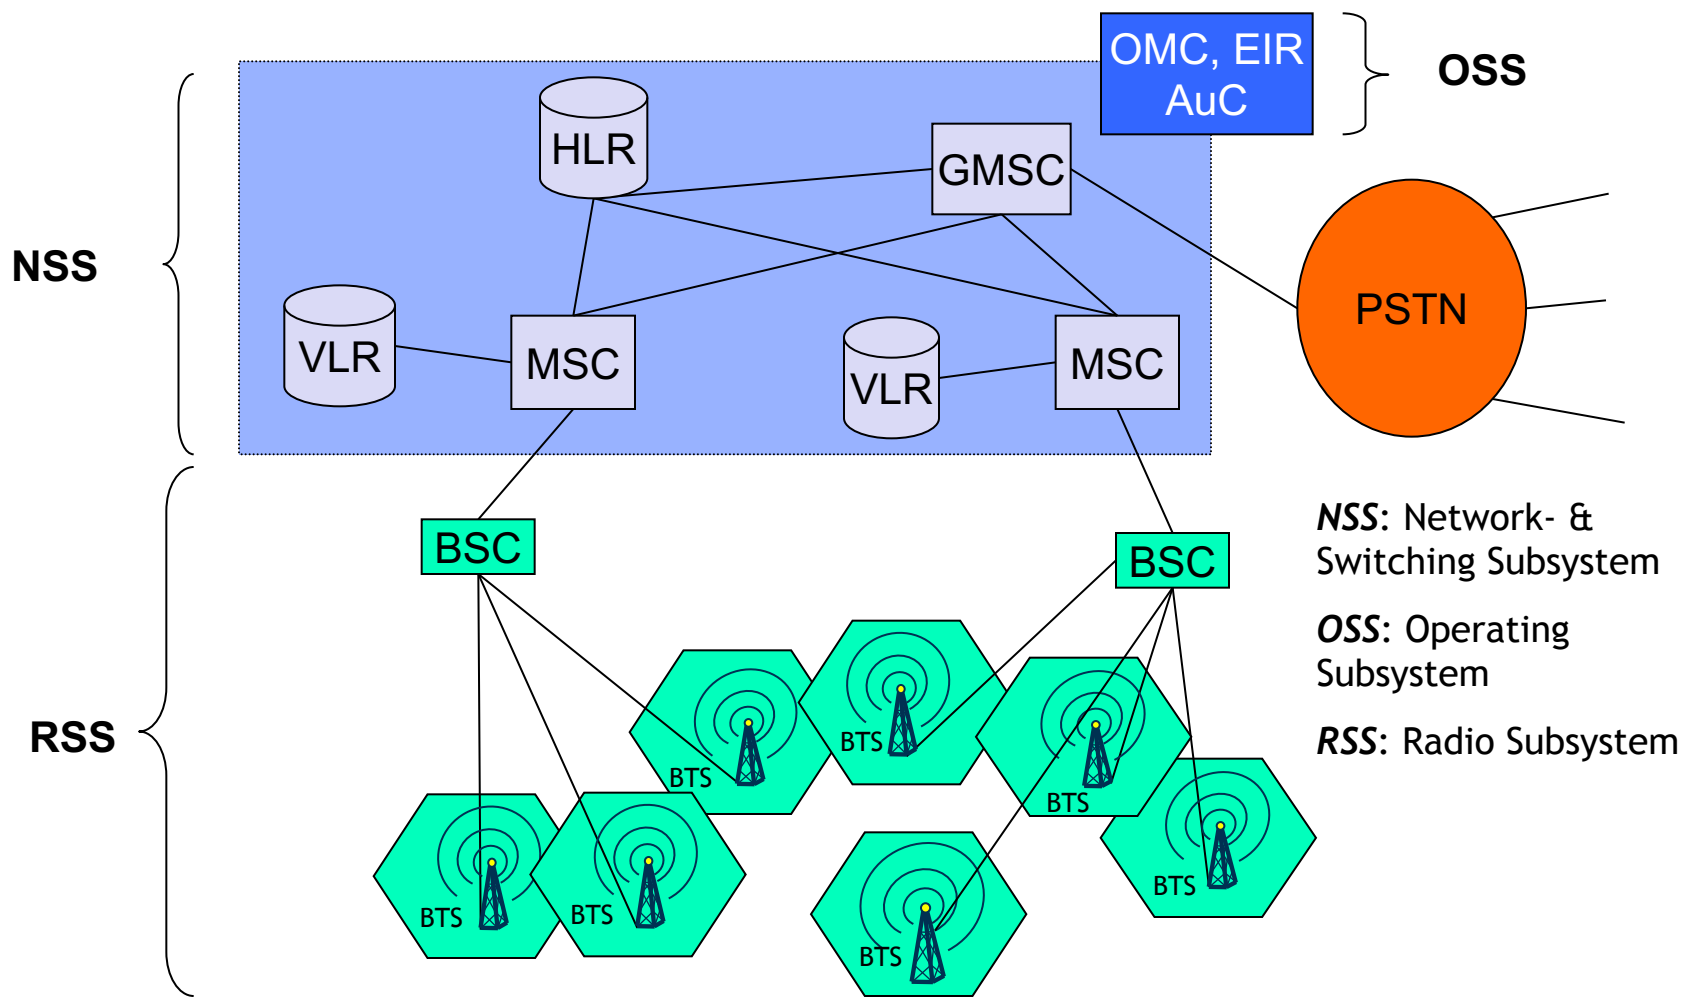 OMC, EIR
AuC
OSS
HLR
GMSC
NSS
PSTN
VLR
MSC
VLR
MSC
BSC
BSC
NSS: Network- &
Switching Subsystem
OSS: Operating
Subsystem
RSS: Radio Subsystem
RSS
BTS
BTS
BTS
BTS
BTS
BTS
BTS